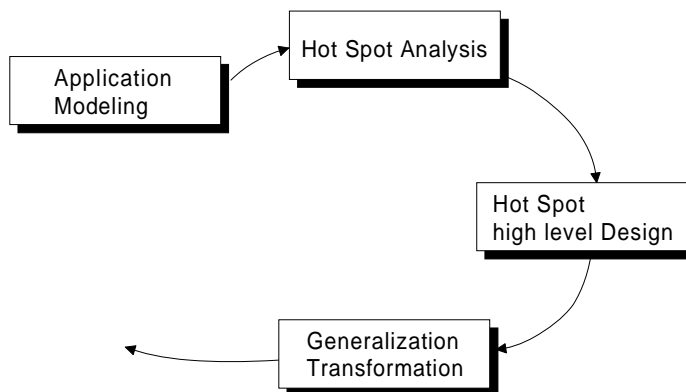 Application
Modeling
Hot Spot Analysis
Hot Spot
high level Design
Generalization
Transformation